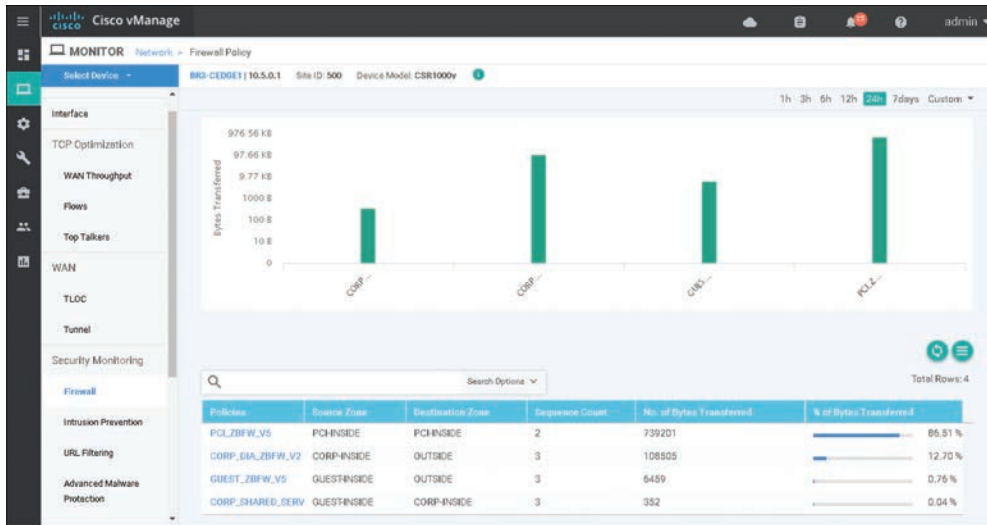 cisco Cisco vManage 15 admin
MONITOR Network > Firewall Policy
Select Device BR3-CEDGE1 | 10.5.0.1 Site ID: 500 Device Model: CSR1000v
1h 3h 6h 12h 24h 7days Custom
Interface
TCP Optimization
WAN Throughput
Flows
Top Talkers
WAN
TLOC
Tunnel
Security Monitoring
Firewall
Intrusion Prevention
URL Filtering
Advanced Malware
Protection
Bytes Transferred
976.56 KB
97.66 KB
9.77 KB
1000 B
100 B
10 B
0
CORP... CORP... GUES... PCI_Z...
Search Options
Total Rows: 4
Policies Source Zone Destination Zone Sequence Count No. of Bytes Transferred % of Bytes Transferred
PCI_ZBFW_V5 PCI-INSIDE PCI-INSIDE 2 739201 86.51 %
CORP_DIA_ZBFW_V2 CORP-INSIDE OUTSIDE 3 108505 12.70 %
GUEST_ZBFW_V5 GUEST-INSIDE OUTSIDE 3 6459 0.76 %
CORP_SHARED_SERV GUEST-INSIDE CORP-INSIDE 3 352 0.04 %